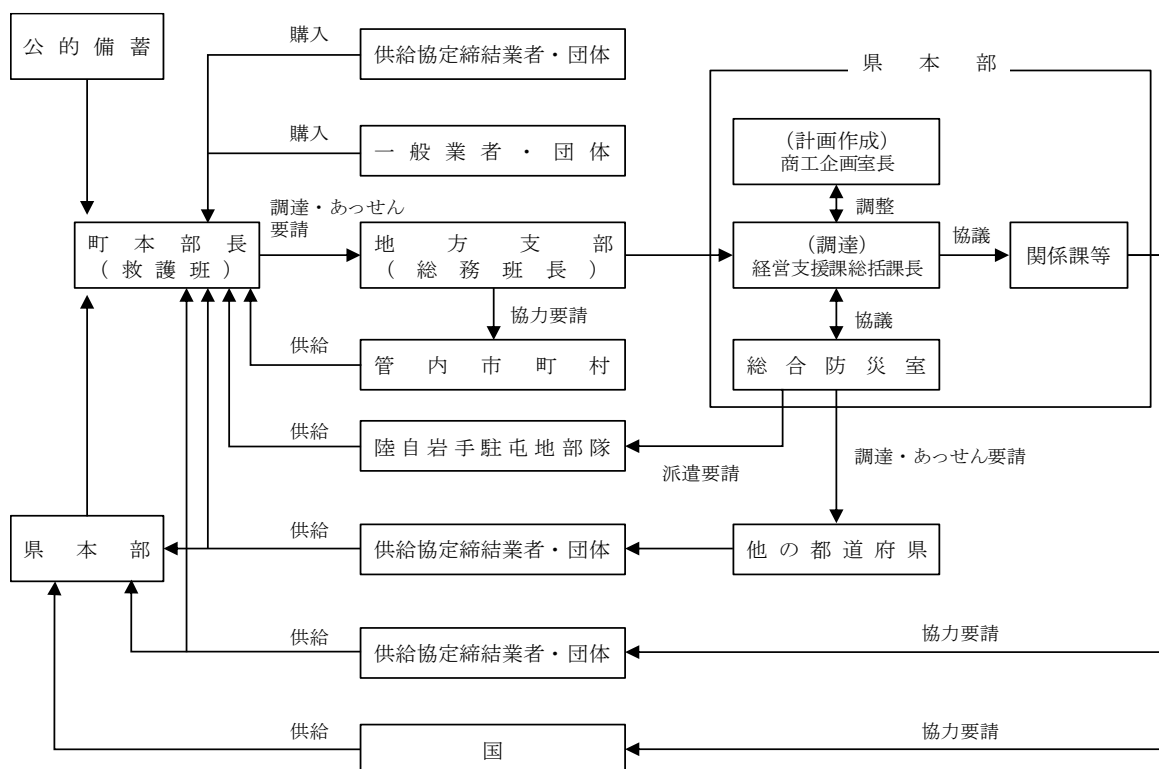 公的備蓄
購入
供給協定締結業者・団体
県本部
購入
一般業者・団体
(計画作成)
商工企画室長
調整
調達・あっせん
要請
町本部長
(救護班)
地方支部
(総務班長)
(調達)
経営支援課総括課長
協議
関係課等
協力要請
協議
供給
管内市町村
総合防災室
供給
陸自岩手駐屯地部隊
派遣要請
調達・あっせん要請
県本部
供給
供給協定締結業者・団体
他の都道府県
供給
供給協定締結業者・団体
協力要請
供給
国
協力要請